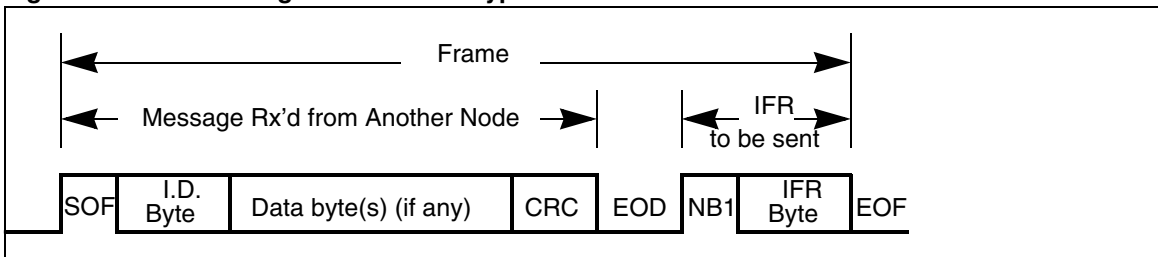 Frame
Message Rx'd from Another Node
IFR
to be sent
SOF
I.D.
Byte
Data byte(s) (if any)
CRC
EOD
NB1
IFR
Byte
EOF